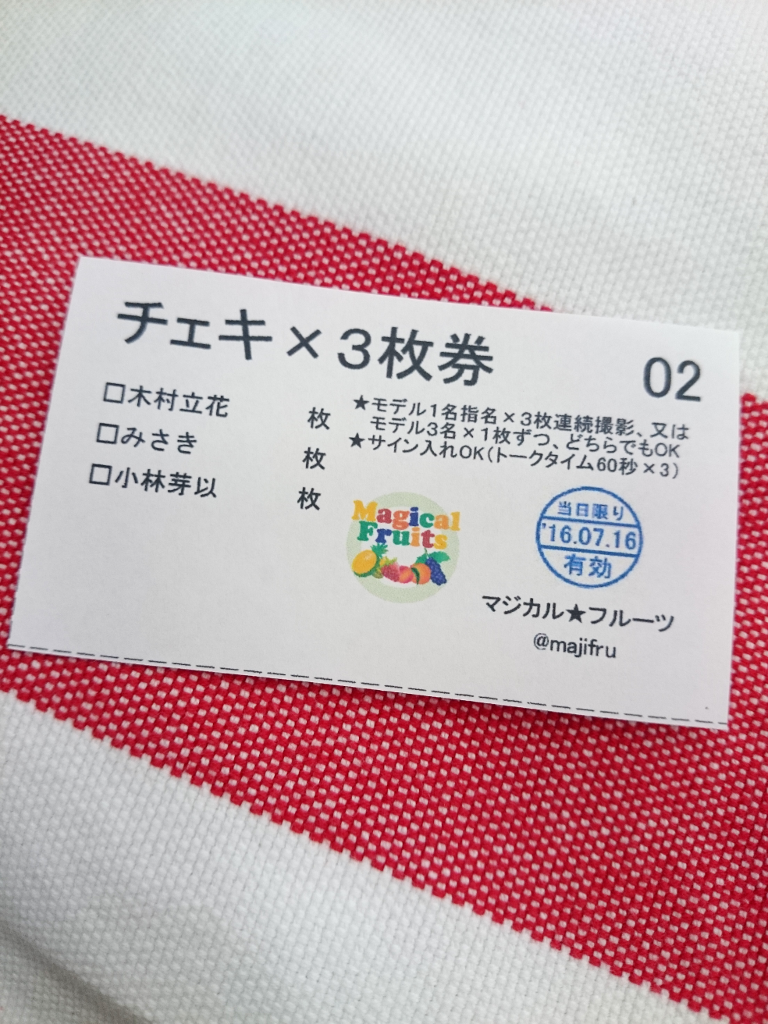 チェキ×3枚券
02
□木村立花 枚
□みさき 枚
□小林芽以 枚
★モデル1名指名×3枚連続撮影、又は
モデル3名×1枚ずつ、どちらでもOK
★サイン入れOK(トークタイム60秒×3)
Magical
Fruits
当日限り
'16.07.16
有効
マジカル★フルーツ
@majifru